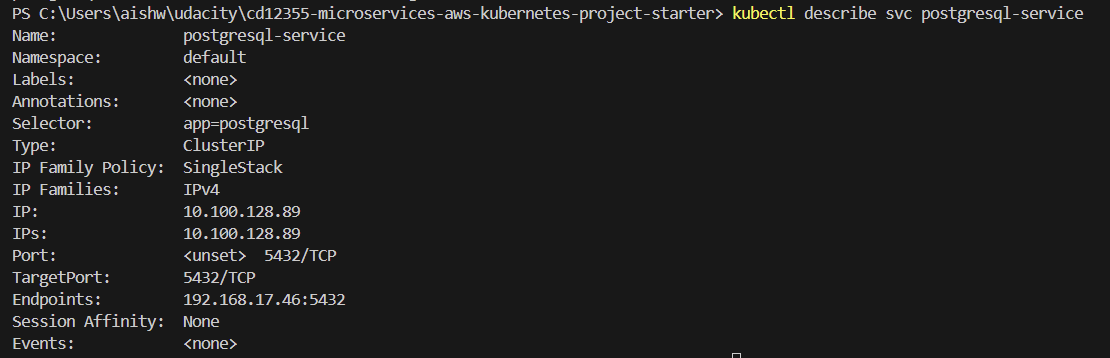 PS C:\Users\aishw\udacity\cd12355-microservices-aws-kubernetes-project-starter> kubectl describe svc postgresql-service
Name:              postgresql-service
Namespace:         default
Labels:            <none>
Annotations:       <none>
Selector:          app=postgresql
Type:              ClusterIP
IP Family Policy:  SingleStack
IP Families:       IPv4
IP:                10.100.128.89
IPs:               10.100.128.89
Port:              <unset>  5432/TCP
TargetPort:        5432/TCP
Endpoints:         192.168.17.46:5432
Session Affinity:  None
Events:            <none>